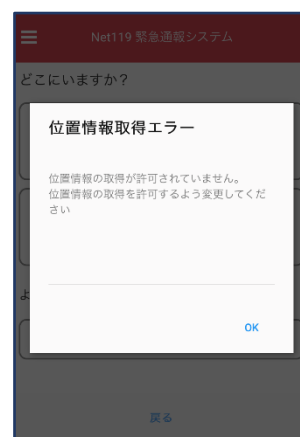 Net119 緊急通報システム
どこにいますか？
位置情報取得エラー
位置情報の取得が許可されていません。
位置情報の取得を許可するよう変更してくだ
さい
よ
OK
戻る